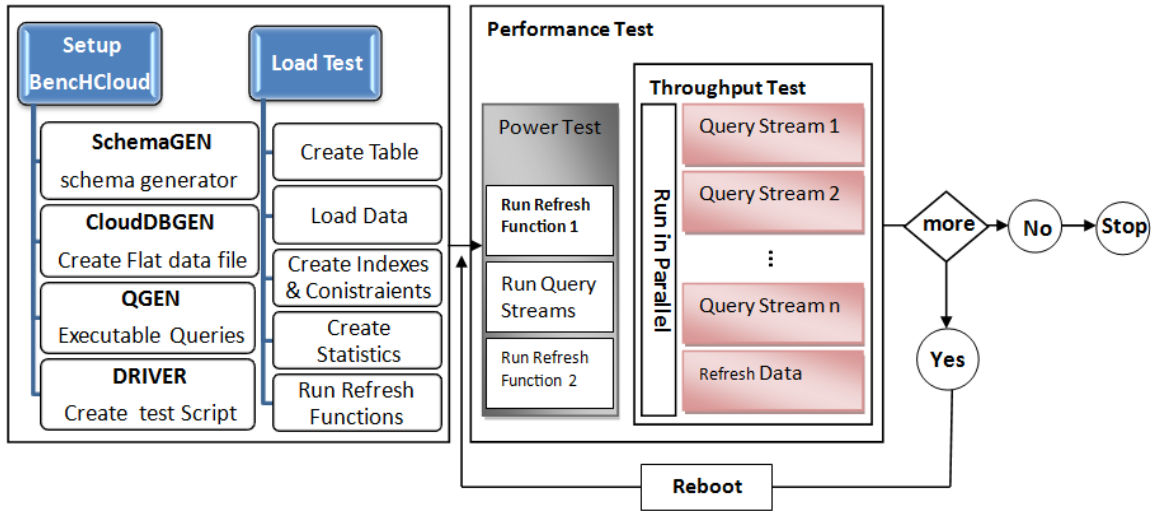 Setup
BencHCloud
SchemaGEN
schema generator
CloudDBGEN
Create Flat data file
QGEN
Executable Queries
DRIVER
Create test Script
Load Test
Create Table
Load Data
Create Indexes
& Conistraients
Create
Statistics
Run Refresh
Functions
Performance Test
Power Test
Run Refresh
Function 1
Run Query
Streams
Run Refresh
Function 2
Throughput Test
Run in Parallel
Query Stream 1
Query Stream 2
...
Query Stream n
Refresh Data
more
No
Stop
Yes
Reboot